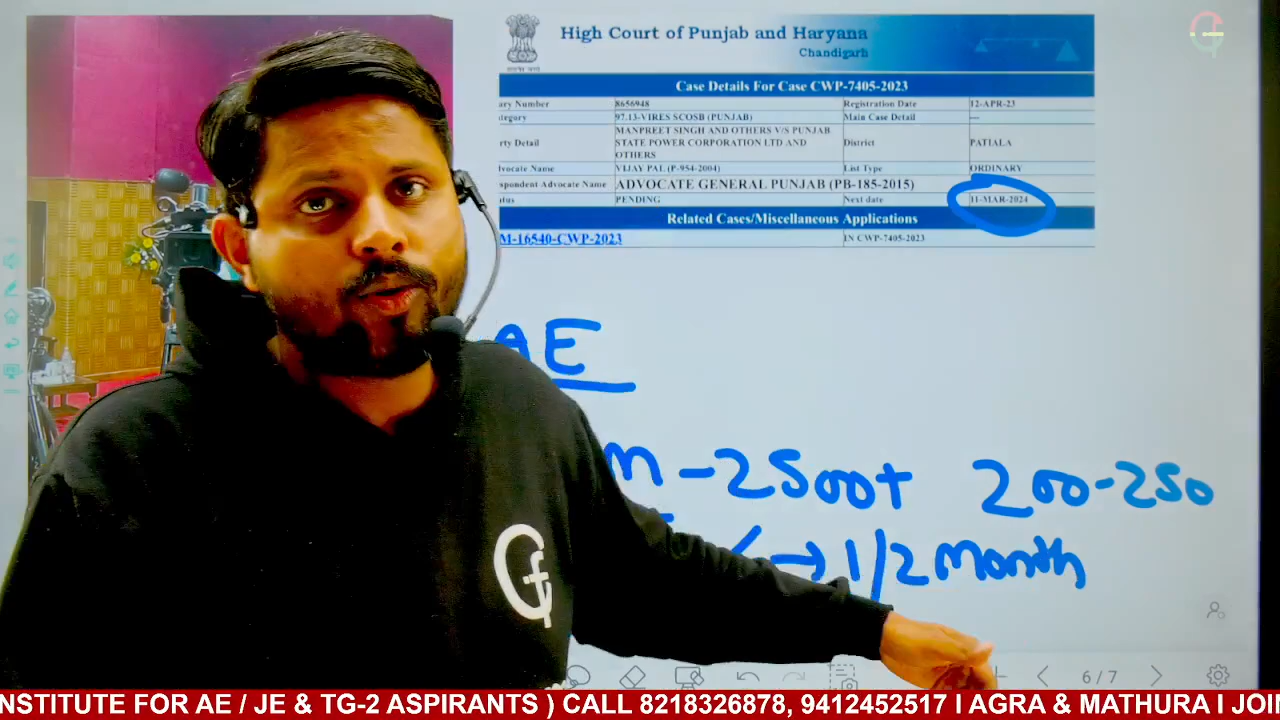 High Court of Punjab and Haryana
Chandigarh
Case Details For Case CWP-7405-2023
ary Number 8656948 Registration Date 12-APR-23
tegory 97.13-VIRES SCOSB (PUNJAB) Main Case Detail ---
rty Detail MANPREET SINGH AND OTHERS V/S PUNJAB STATE POWER CORPORATION LTD AND OTHERS District PATIALA
vocate Name VIJAY PAL (P-954-2004) List Type ORDINARY
spondent Advocate Name ADVOCATE GENERAL PUNJAB (PB-185-2015)
tus PENDING Next date 11-MAR-2024
Related Cases/Miscellaneous Applications
M-16540-CWP-2023 IN CWP-7405-2023
AE
m - 2500+ 200-250
→ 1/2 Month
6/7
NSTITUTE FOR AE / JE & TG-2 ASPIRANTS ) CALL 8218326878, 9412452517 I AGRA & MATHURA I JOI